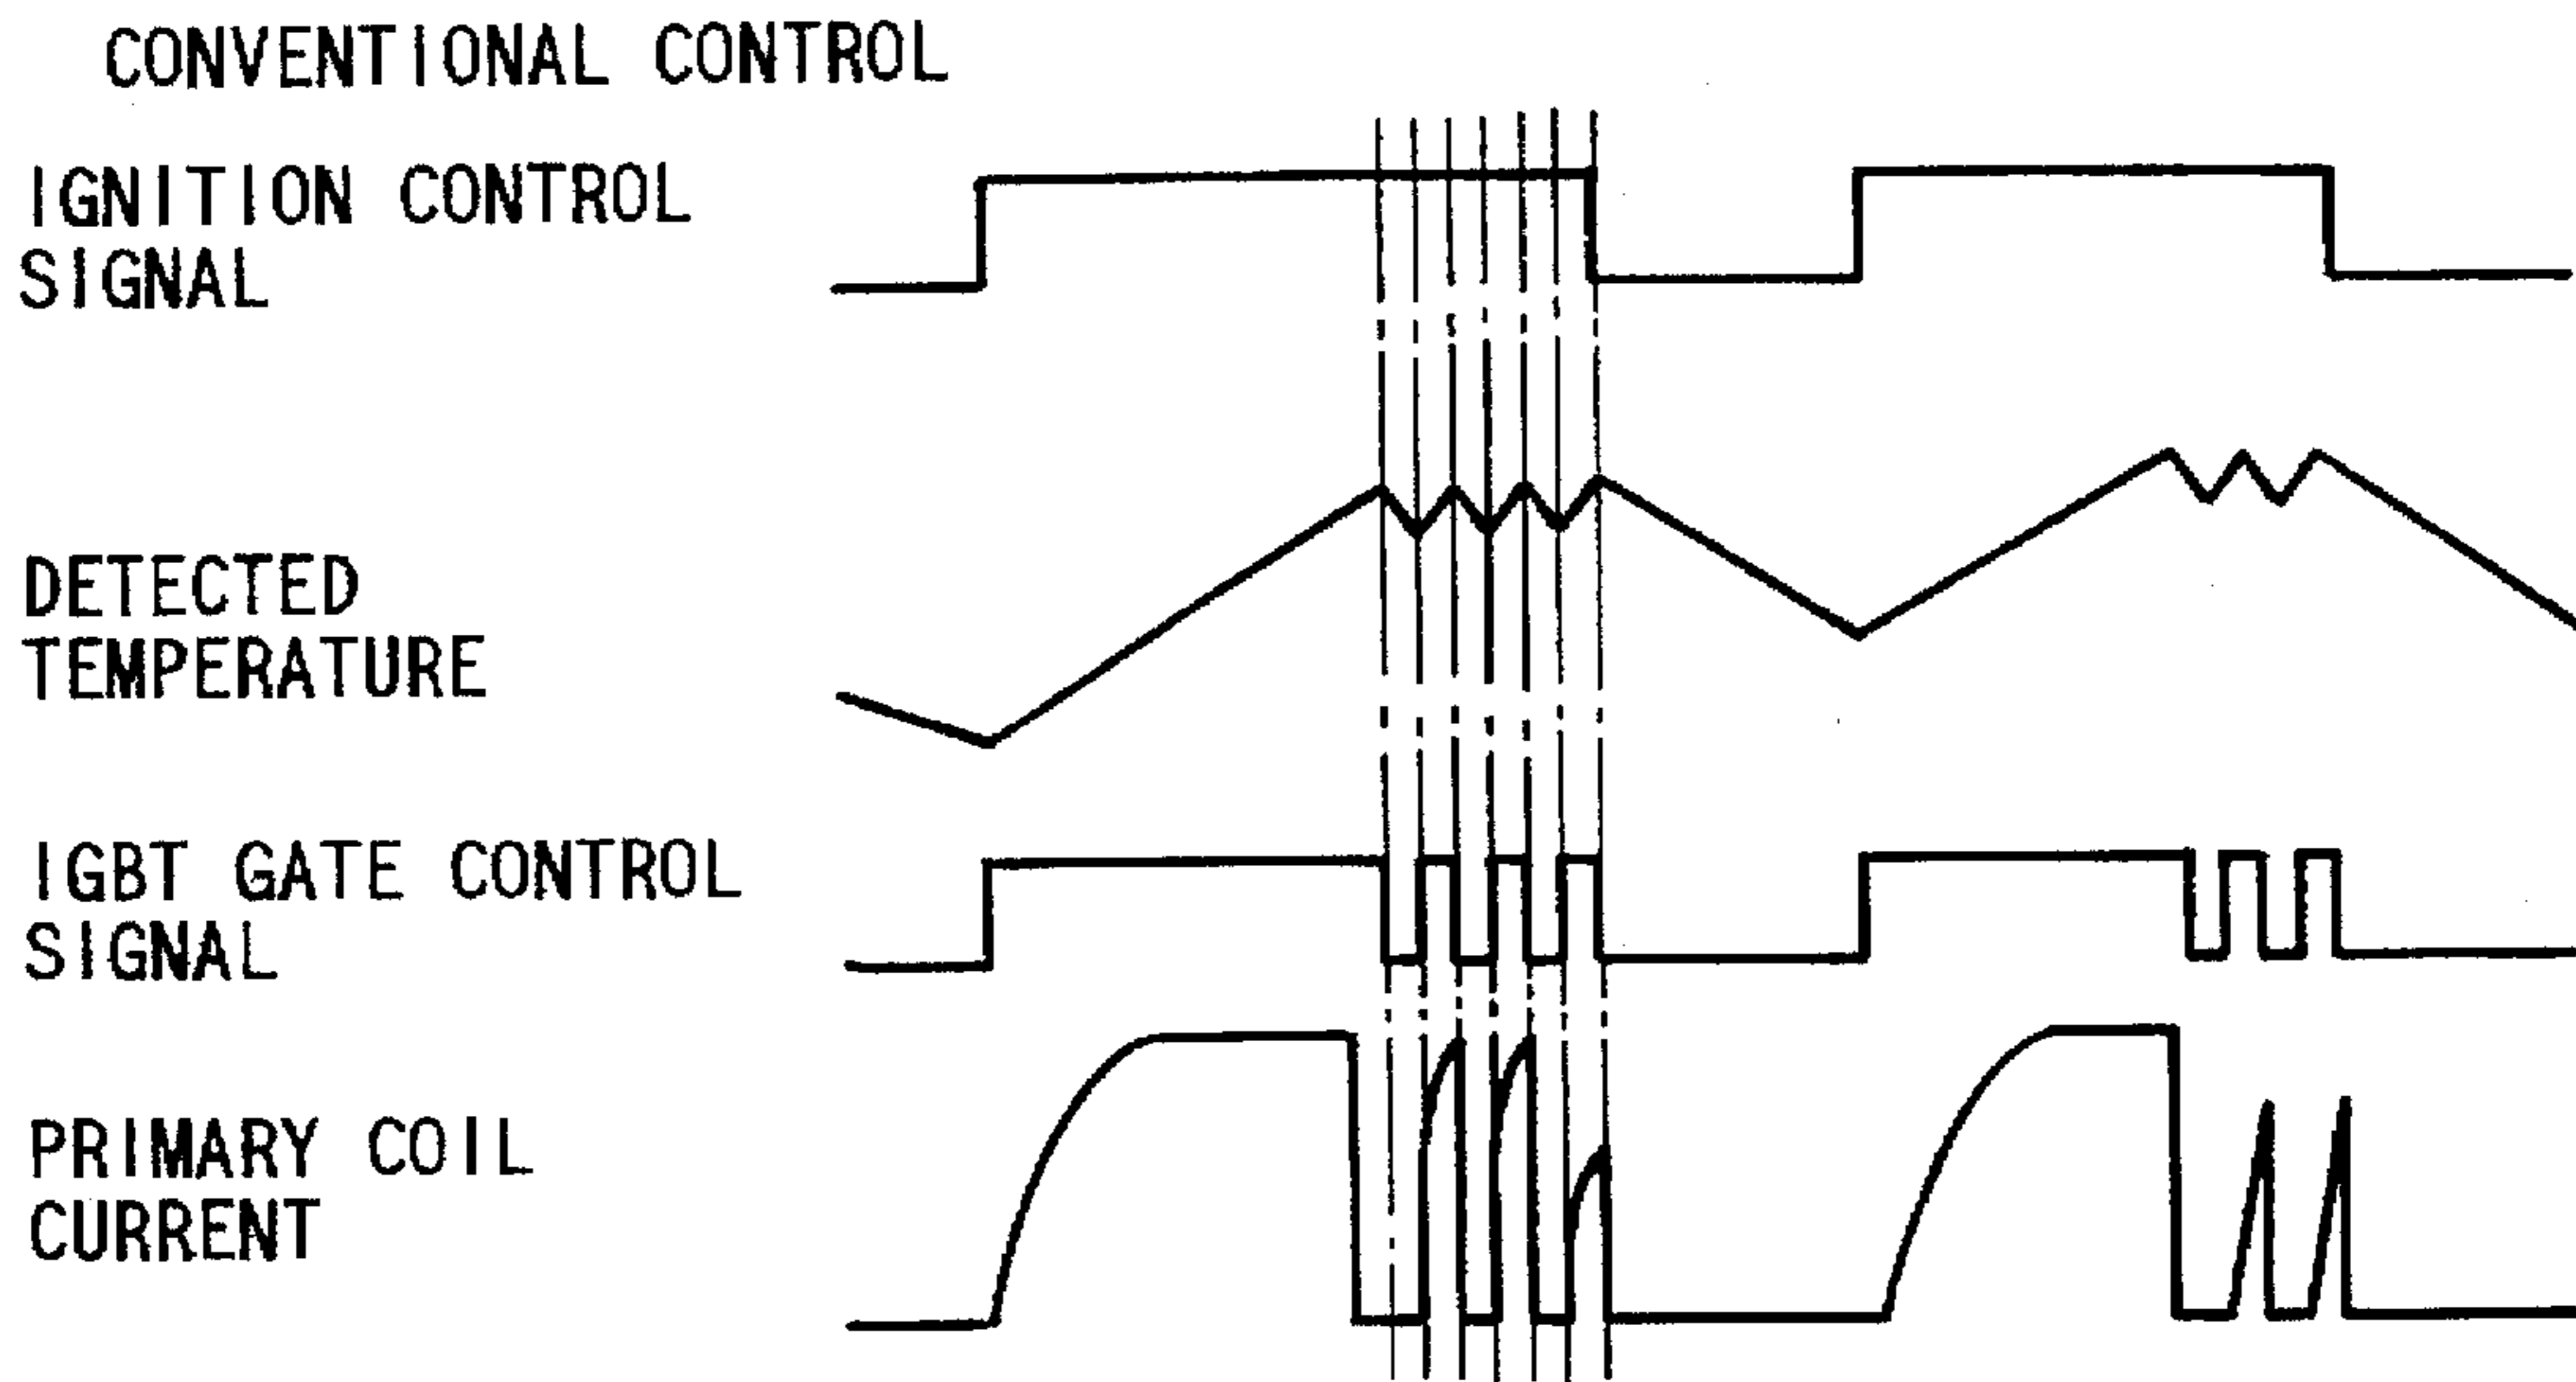 CONVENTIONAL CONTROL
IGNITION CONTROL
SIGNAL
DETECTED
TEMPERATURE
IGBT GATE CONTROL
SIGNAL
PRIMARY COIL
CURRENT